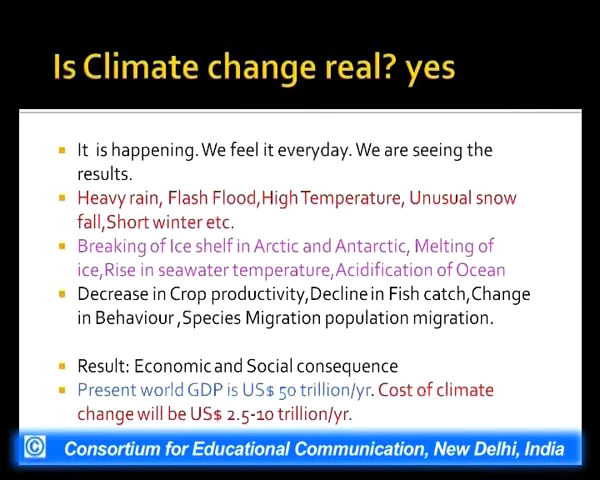 Is Climate change real? yes
It is happening. We feel it everyday. We are seeing the
results.
Heavy rain, Flash Flood,High Temperature, Unusual snow
fall,Short winter etc.
Breaking of Ice shelf in Arctic and Antarctic, Melting of
ice,Rise in seawater temperature,Acidification of Ocean
Decrease in Crop productivity,Decline in Fish catch,Change
in Behaviour ,Species Migration population migration.
Result: Economic and Social consequence
Present world GDP is US$ 50 trillion/yr. Cost of climate
change will be US$ 2.5-10 trillion/yr.
© Consortium for Educational Communication, New Delhi, India